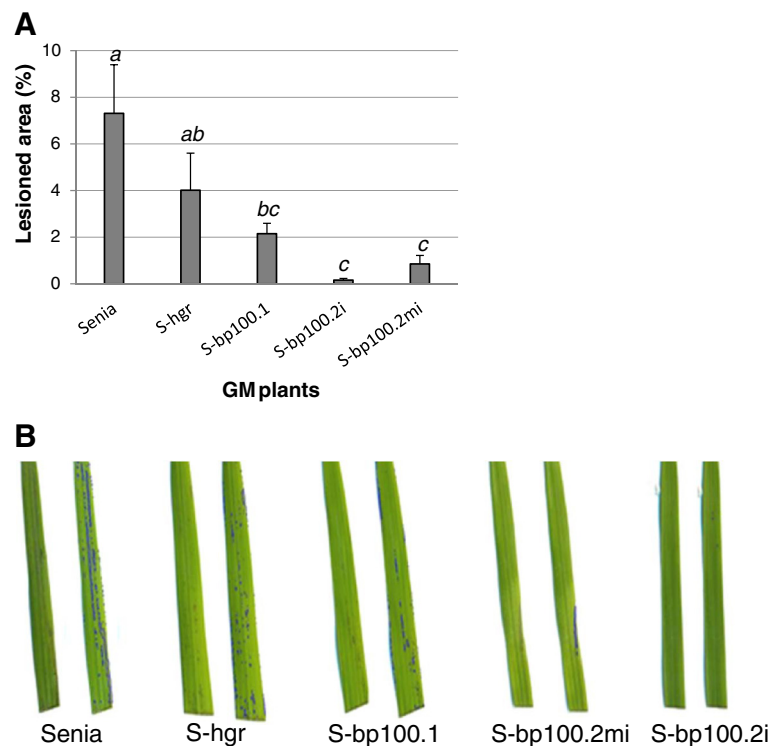 A
Lesioned area (%)
10
8
6
4
2
0
a
ab
bc
c
c
Senia
S-hgr
S-bp100.1
S-bp100.2i
S-bp100.2mi
GM plants
B
Senia
S-hgr
S-bp100.1
S-bp100.2mi
S-bp100.2i